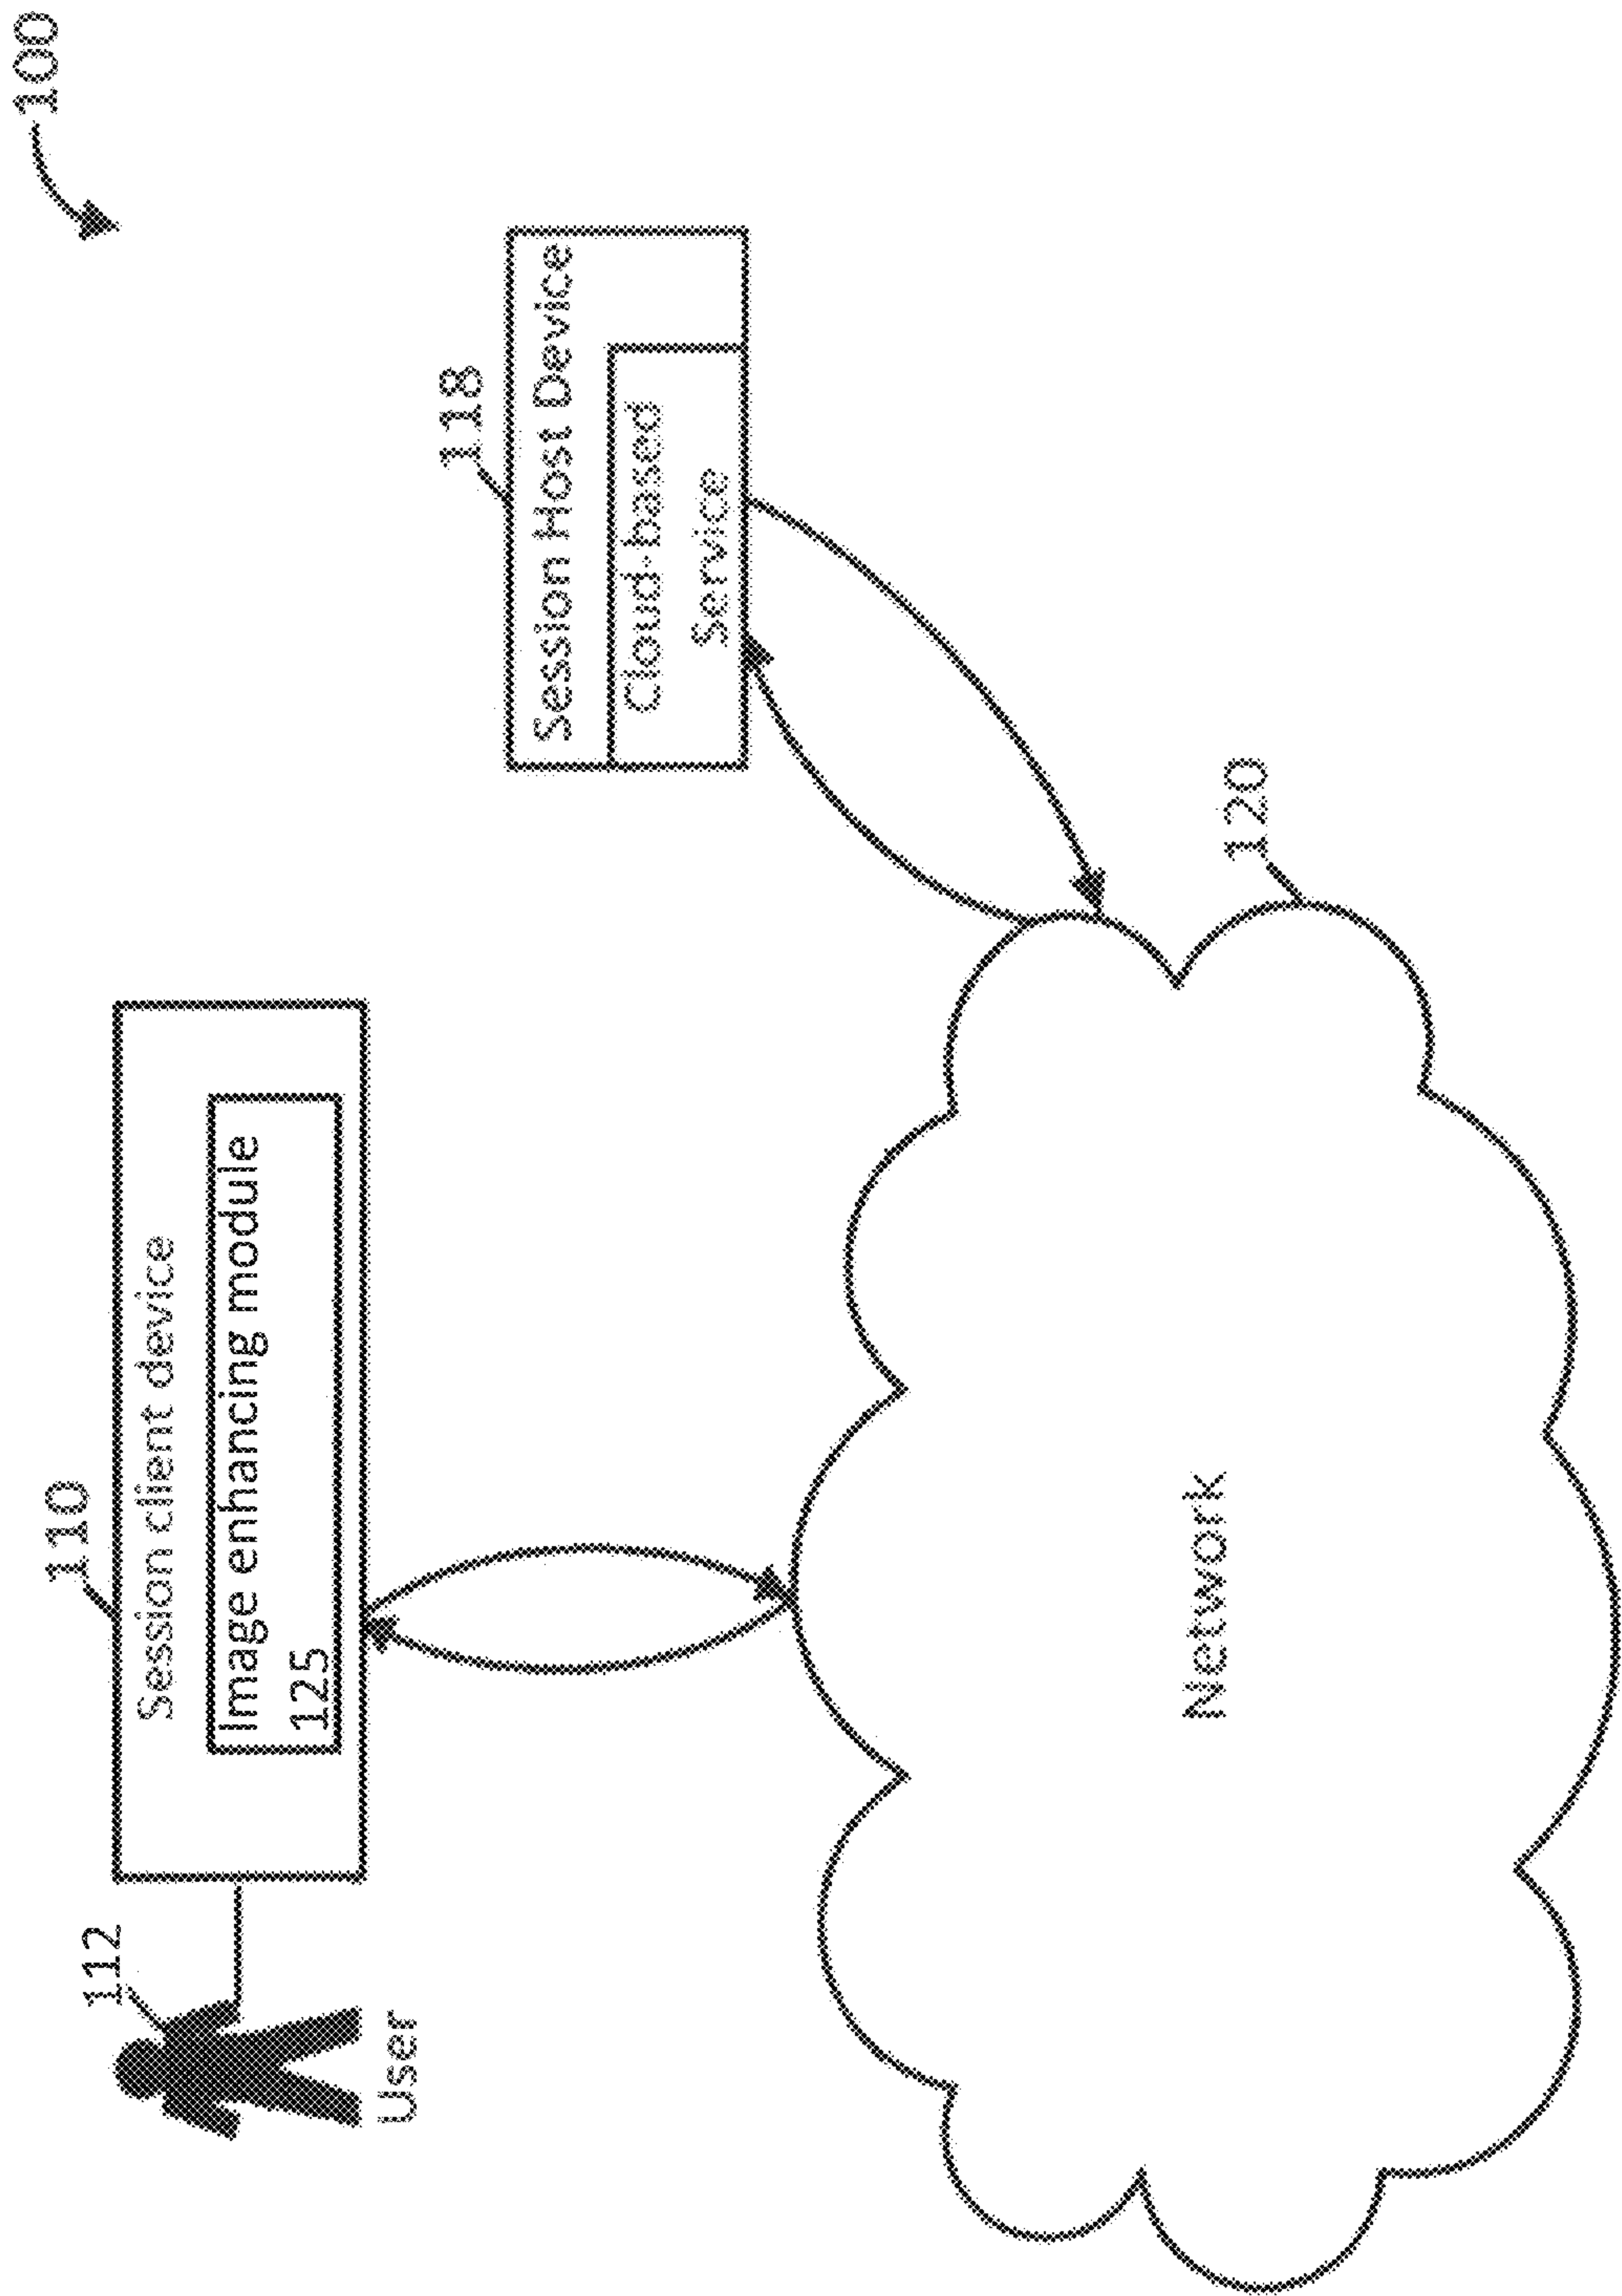 100
110
112
Session client device
Image enhancing module
125
User
118
Session Host Device
Cloud-based
Service
120
Network